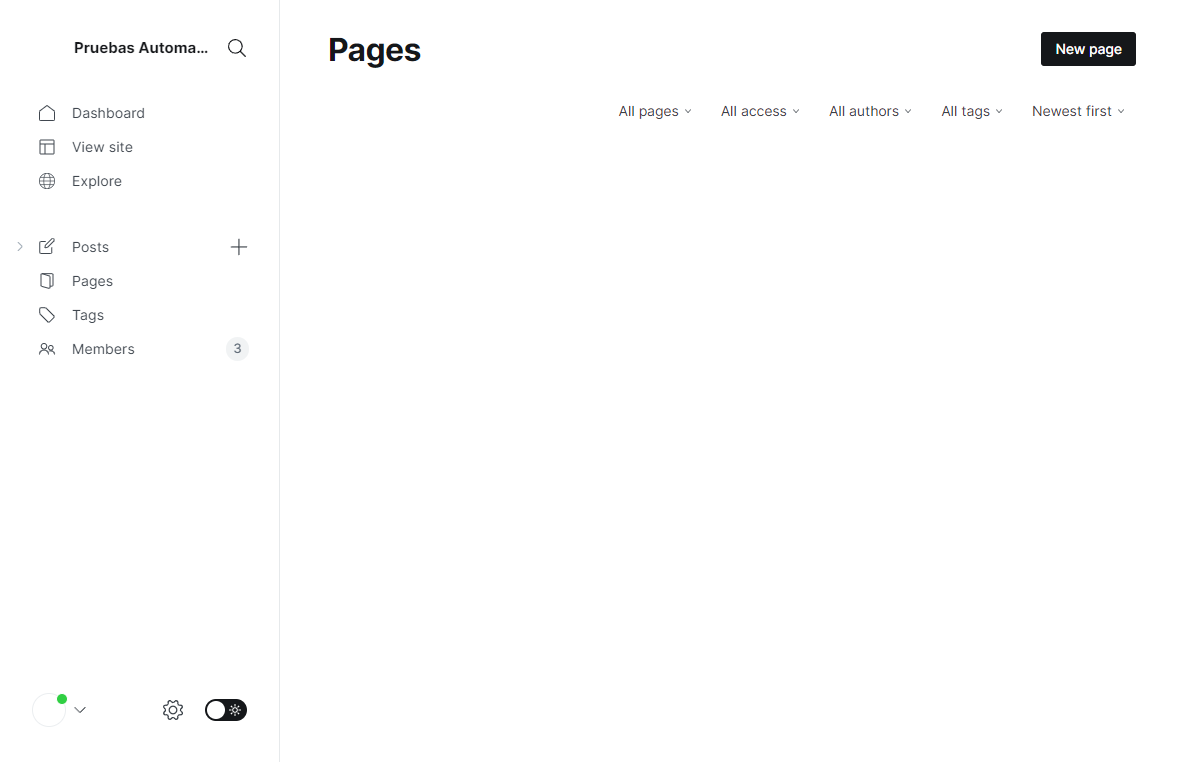 Pruebas Automa...
Pages
New page
All pages
All access
All authors
All tags
Newest first
Dashboard
View site
Explore
Posts
Pages
Tags
Members
3